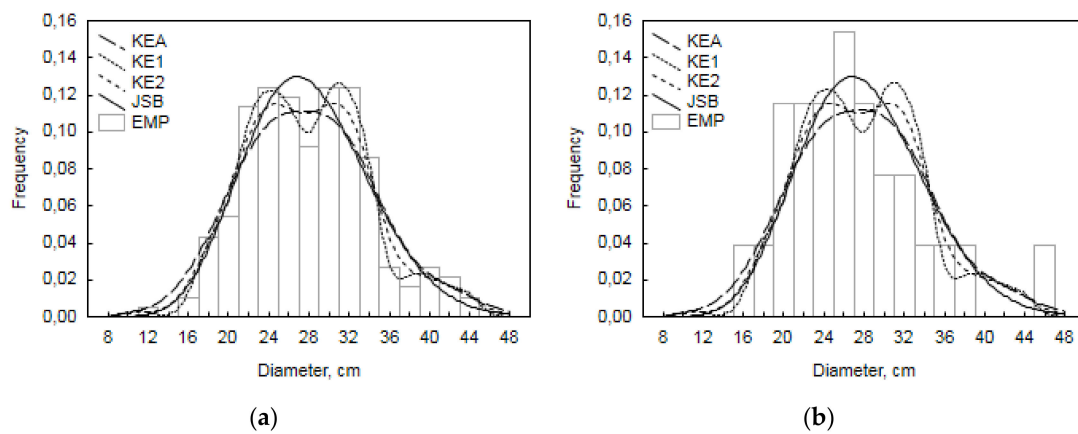 0,16
0,14
0,12
0,10
0,08
0,06
0,04
0,02
0,00
Frequency
KEA
KE1
KE2
JSB
EMP
8 12 16 20 24 28 32 36 40 44 48
Diameter, cm
(a)
0,16
0,14
0,12
0,10
0,08
0,06
0,04
0,02
0,00
Frequency
KEA
KE1
KE2
JSB
EMP
8 12 16 20 24 28 32 36 40 44 48
Diameter, cm
(b)